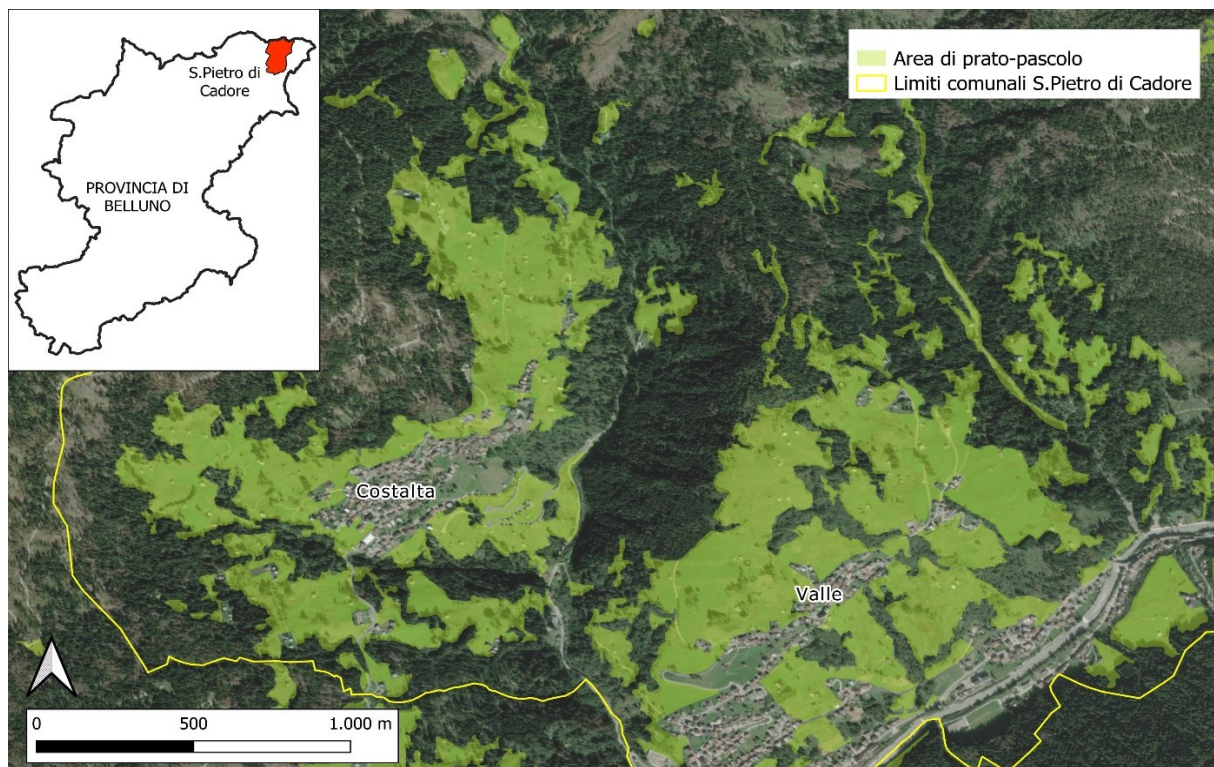 S.Pietro di
Cadore
PROVINCIA DI
BELLUNO
Area di prato-pascolo
Limiti comunali S.Pietro di Cadore
Costalta
Valle
0 500 1.000 m